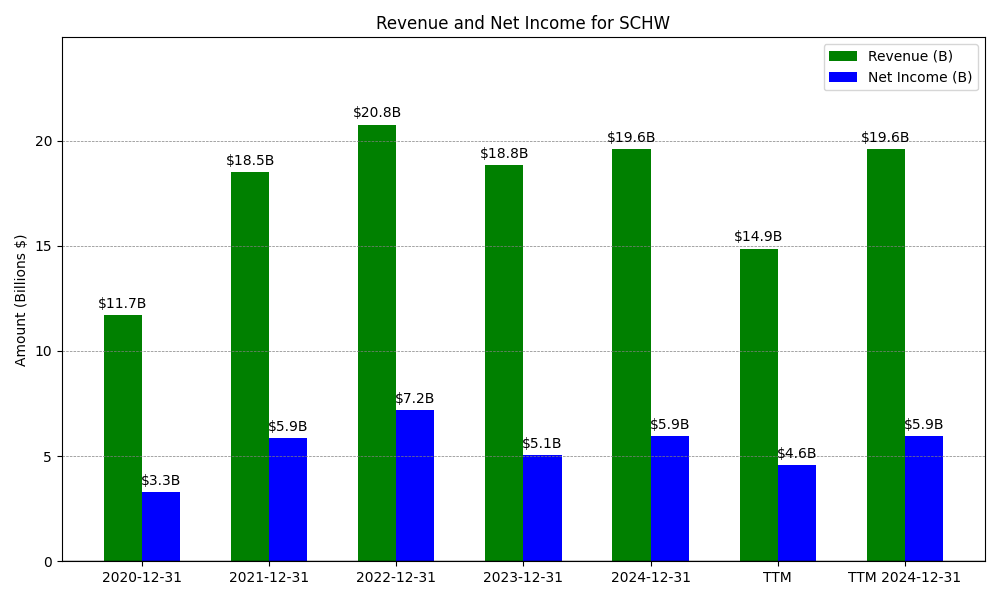 Revenue and Net Income for SCHW
Revenue (B)
Net Income (B)
Amount (Billions $)
20
15
10
5
0
$11.7B
$3.3B
$18.5B
$5.9B
$20.8B
$7.2B
$18.8B
$5.1B
$19.6B
$5.9B
$14.9B
$4.6B
$19.6B
$5.9B
2020-12-31
2021-12-31
2022-12-31
2023-12-31
2024-12-31
TTM
TTM 2024-12-31